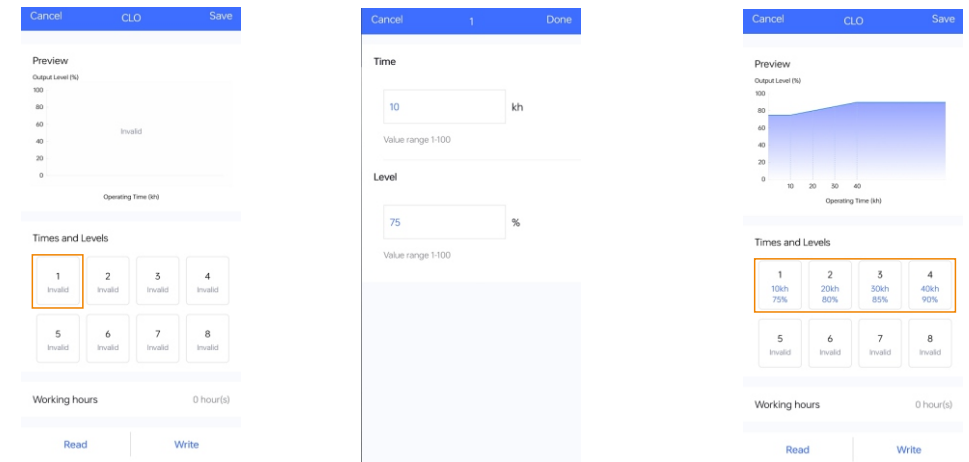 Cancel CLO Save
Preview
Output Level (%)
100
80
60
Invalid
40
20
0
Operating Time (kh)
Times and Levels
1 2 3 4
Invalid Invalid Invalid Invalid
5 6 7 8
Invalid Invalid Invalid Invalid
Working hours 0 hour(s)
Read Write
Cancel 1 Done
Time
10 kh
Value range 1-100
Level
75 %
Value range 1-100
Cancel CLO Save
Preview
Output Level (%)
100
80
60
40
20
0
10 20 30 40
Operating Time (kh)
Times and Levels
1 2 3 4
10kh 20kh 30kh 40kh
75% 80% 85% 90%
5 6 7 8
Invalid Invalid Invalid Invalid
Working hours 0 hour(s)
Read Write